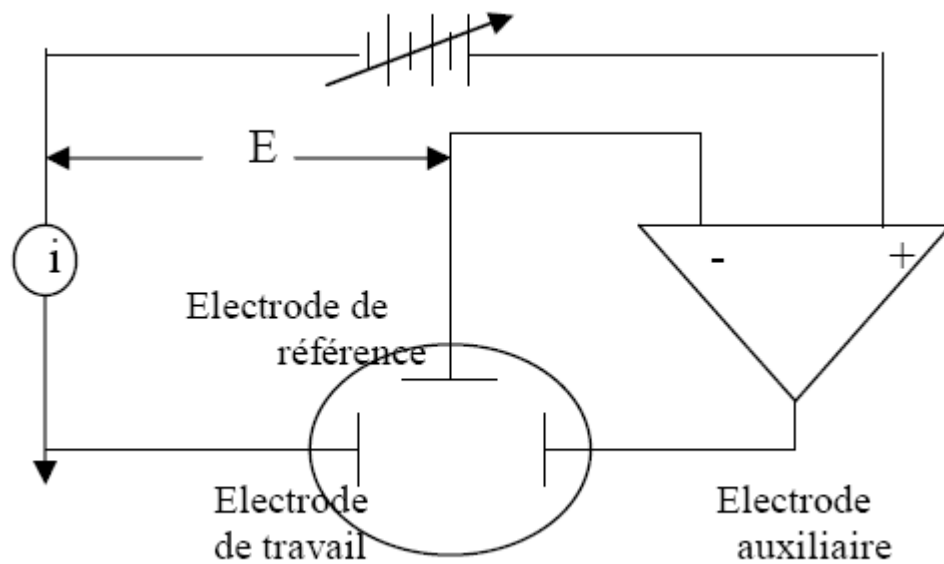 E
i
- +
Electrode de
référence
Electrode
de travail
Electrode
auxiliaire